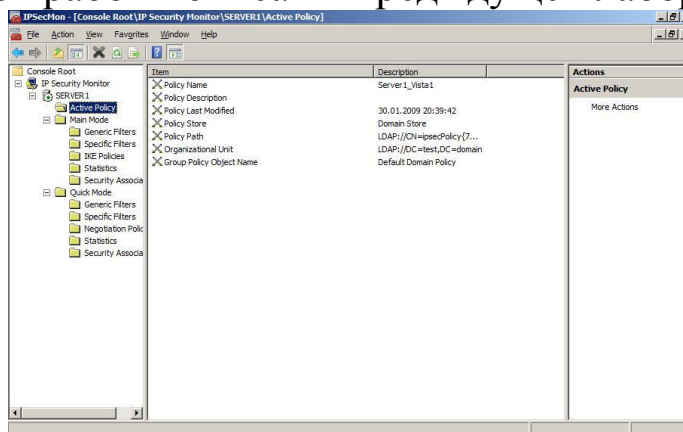 IPSecMon - [Console Root\IP Security Monitor\SERVER1\Active Policy]
File Action View Favorites Window Help
Console Root
IP Security Monitor
SERVER1
Active Policy
Main Mode
Generic Filters
Specific Filters
IKE Policies
Statistics
Security Associa
Quick Mode
Generic Filters
Specific Filters
Negotiation Polic
Statistics
Security Associa
Item Description
Policy Name Server1_Vista1
Policy Description
Policy Last Modified 30.01.2009 20:39:42
Policy Store Domain Store
Policy Path LDAP://CN=ipsecPolicy{7...
Organizational Unit LDAP://DC=test,DC=domain
Group Policy Object Name Default Domain Policy
Actions
Active Policy
More Actions